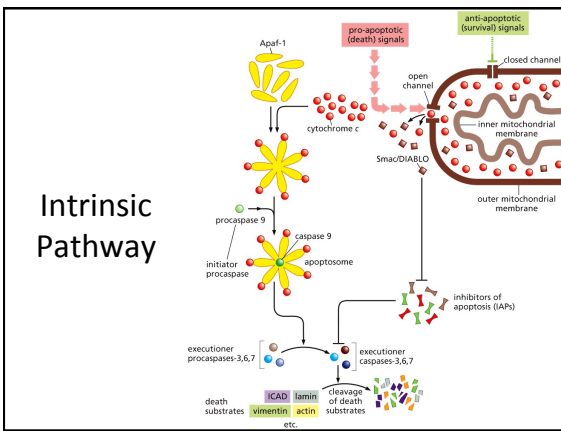 Intrinsic
Pathway
pro-apoptotic
(death) signals
anti-apoptotic
(survival) signals
Apaf-1
closed channel
open
channel
cytochrome c
inner mitochondrial
membrane
Smac/DIABLO
outer mitochondrial
membrane
procaspase 9
caspase 9
initiator
procaspase
apoptosome
inhibitors of
apoptosis (IAPs)
executioner
procaspases-3,6,7
executioner
caspases-3,6,7
death
substrates
ICAD
lamin
vimentin
actin
etc.
cleavage
of death
substrates